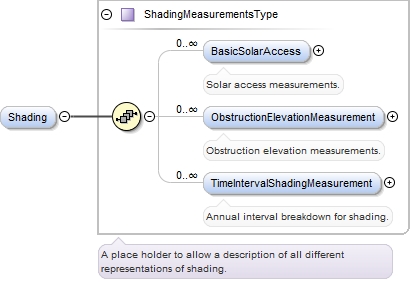 ShadingMeasurementsType
0..∞
BasicSolarAccess
Solar access measurements.
Shading
0..∞
ObstructionElevationMeasurement
Obstruction elevation measurements.
0..∞
TimeIntervalShadingMeasurement
Annual interval breakdown for shading.
A place holder to allow a description of all different
representations of shading.